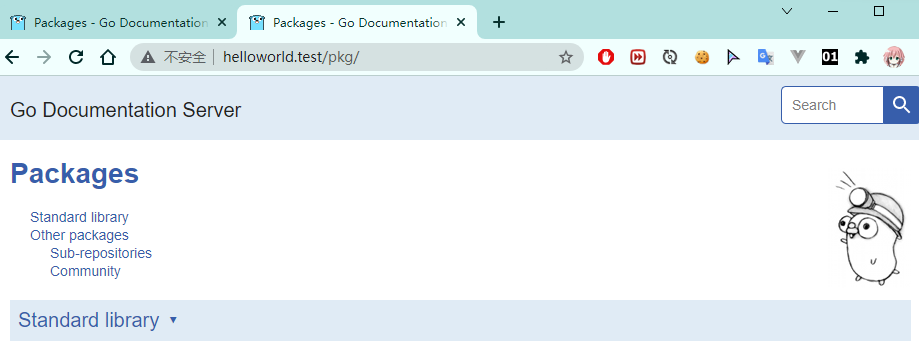 Packages - Go Documentation
Packages - Go Documentation
不安全 helloworld.test/pkg/
01
Go Documentation Server
Search
Packages
Standard library
Other packages
Sub-repositories
Community
Standard library ▾